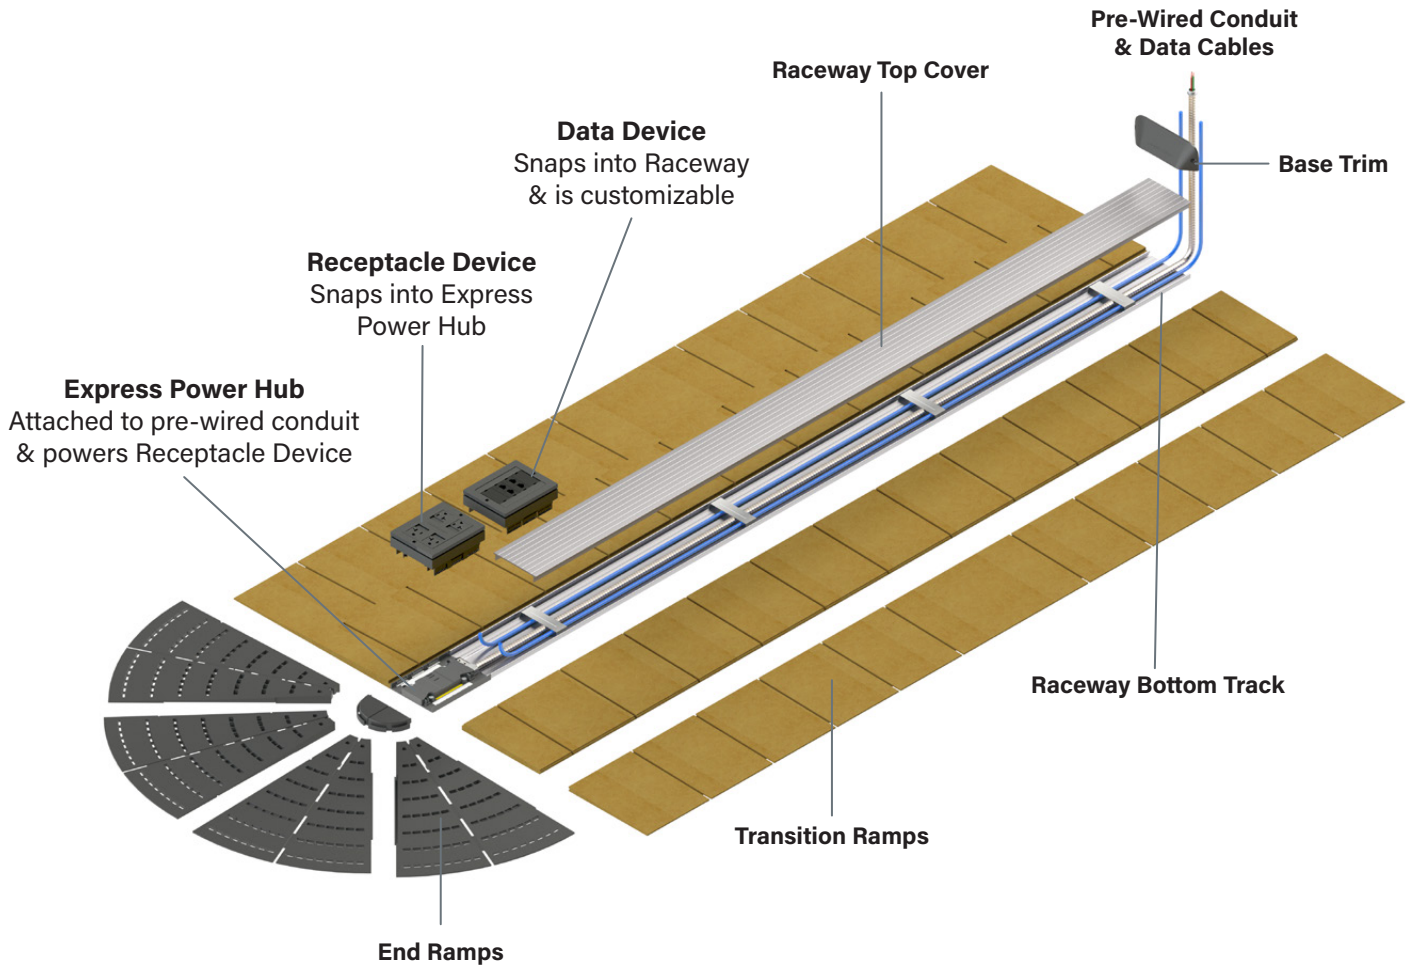 Pre-Wired Conduit
& Data Cables
Raceway Top Cover
Data Device
Snaps into Raceway
& is customizable
Base Trim
Receptacle Device
Snaps into Express
Power Hub
Express Power Hub
Attached to pre-wired conduit
& powers Receptacle Device
Raceway Bottom Track
Transition Ramps
End Ramps